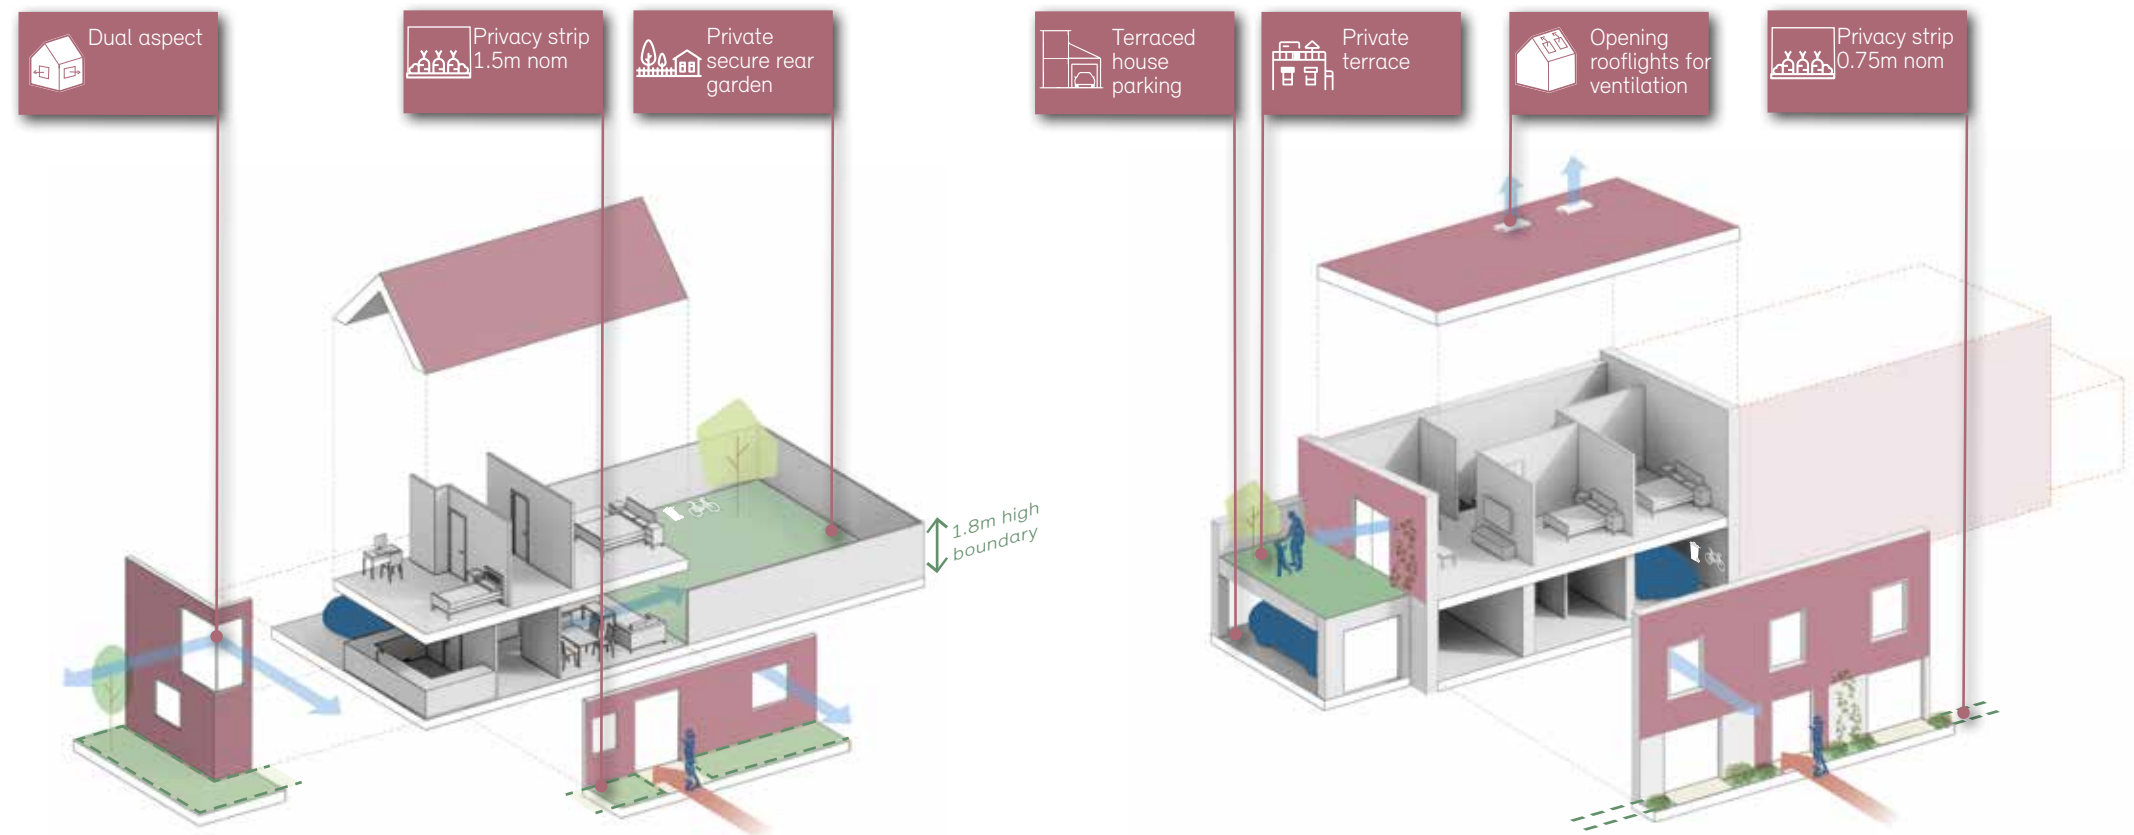 Dual aspect
Privacy strip
1.5m nom
Private
secure rear
garden
Terraced
house
parking
Private
terrace
Opening
rooflights for
ventilation
Privacy strip
0.75m nom
1.8m high
boundary